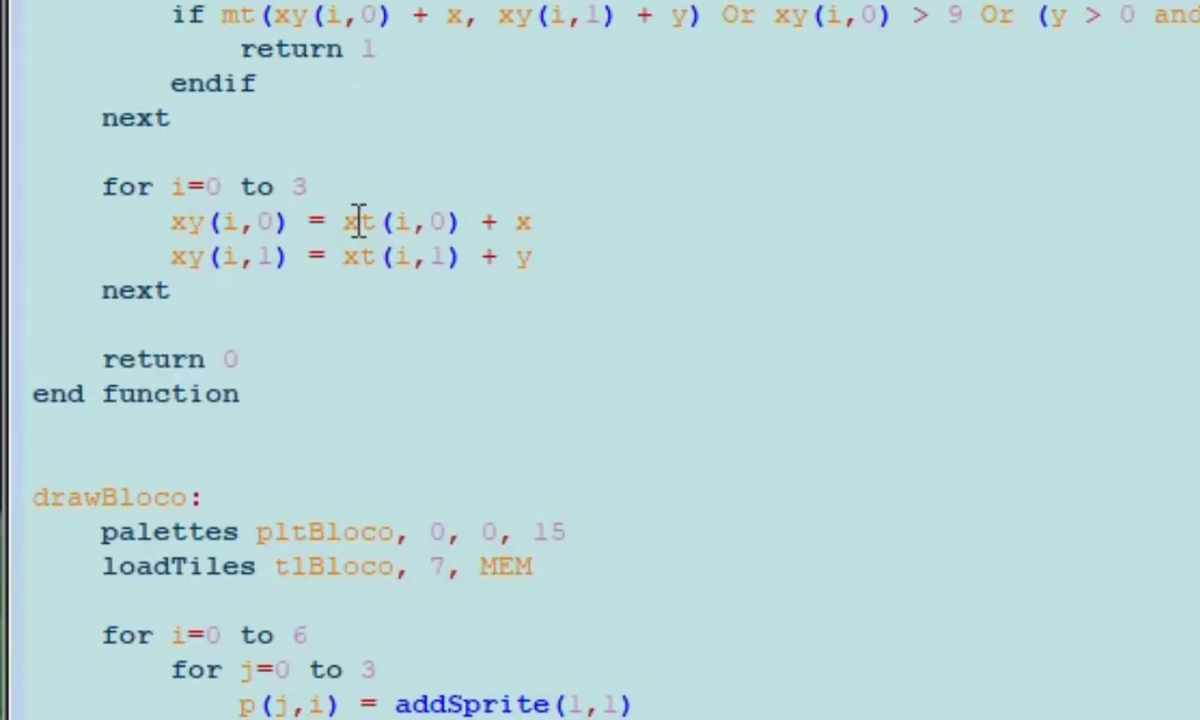 if mt(xy(i,0) + x, xy(i,1) + y) Or xy(i,0) > 9 Or (y > 0 and
return 1
endif
next
for i=0 to 3
xy(i,0) = xt(i,0) + x
xy(i,1) = xt(i,1) + y
next
return 0
end function
drawBloco:
palettes pltBloco, 0, 0, 15
loadTiles tlBloco, 7, MEM
for i=0 to 6
for j=0 to 3
p(j,i) = addSprite(1,1)